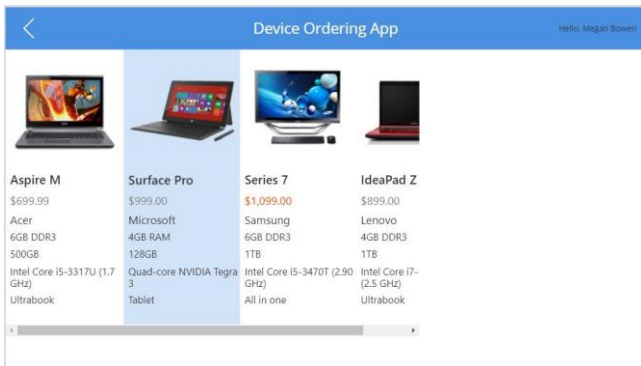 Device Ordering App
Hello, Megan Bowen
Aspire M
$699.99
Acer
6GB DDR3
500GB
Intel Core i5-3317U (1.7
GHz)
Ultrabook
Surface Pro
$999.00
Microsoft
4GB RAM
128GB
Quad-core NVIDIA Tegra
3
Tablet
Series 7
$1,099.00
Samsung
6GB DDR3
1TB
Intel Core i5-3470T (2.90
GHz)
All in one
IdeaPad Z
$899.00
Lenovo
4GB DDR3
1TB
Intel Core i7-
(2.5 GHz)
Ultrabook